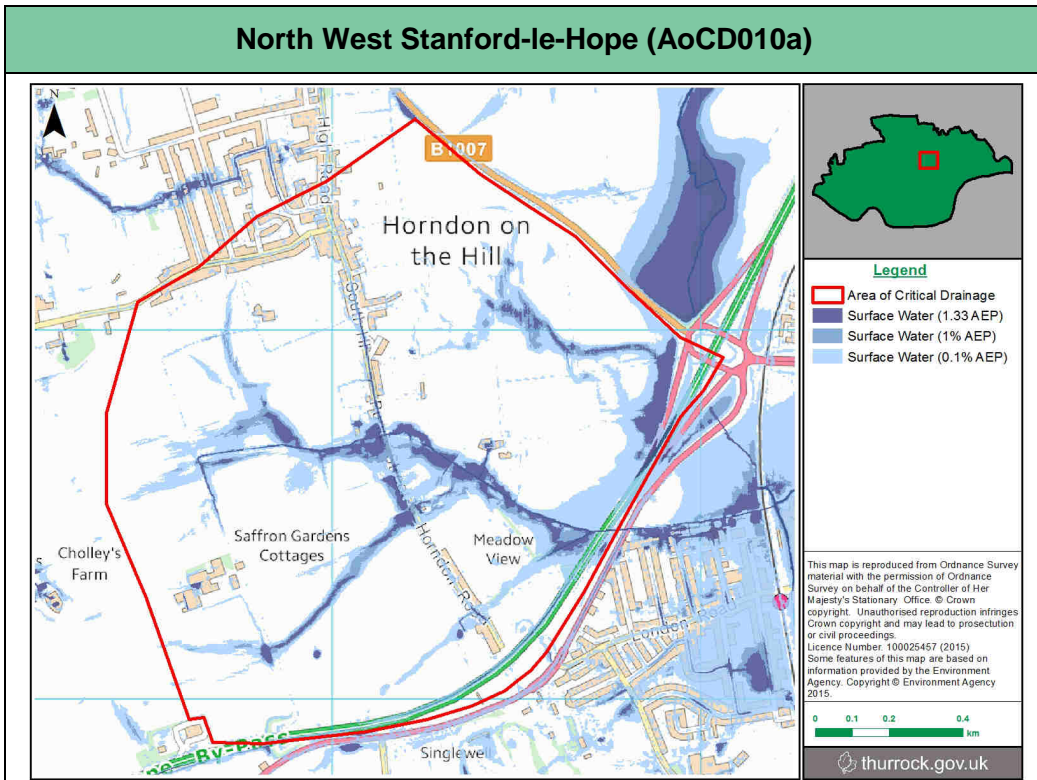 North West Stanford-le-Hope (AoCD010a)
N
High Road
B1007
Horndon on
the Hill
Cholley's
Farm
Saffron Gardens
Cottages
Meadow
View
Horndon Road
London
By-Pass
Singlewell
Legend
Area of Critical Drainage
Surface Water (1.33 AEP)
Surface Water (1% AEP)
Surface Water (0.1% AEP)
This map is reproduced from Ordnance Survey
material with the permission of Ordnance
Survey on behalf of the Controller of Her
Majesty's Stationary Office. © Crown
copyright. Unauthorised reproduction infringes
Crown copyright and may lead to prosecution
or civil proceedings.
Licence Number. 100025457 (2015)
Some features of this map are based on
information provided by the Environment
Agency. Copyright © Environment Agency
2015.
0 0.1 0.2 0.4
km
thurrock.gov.uk